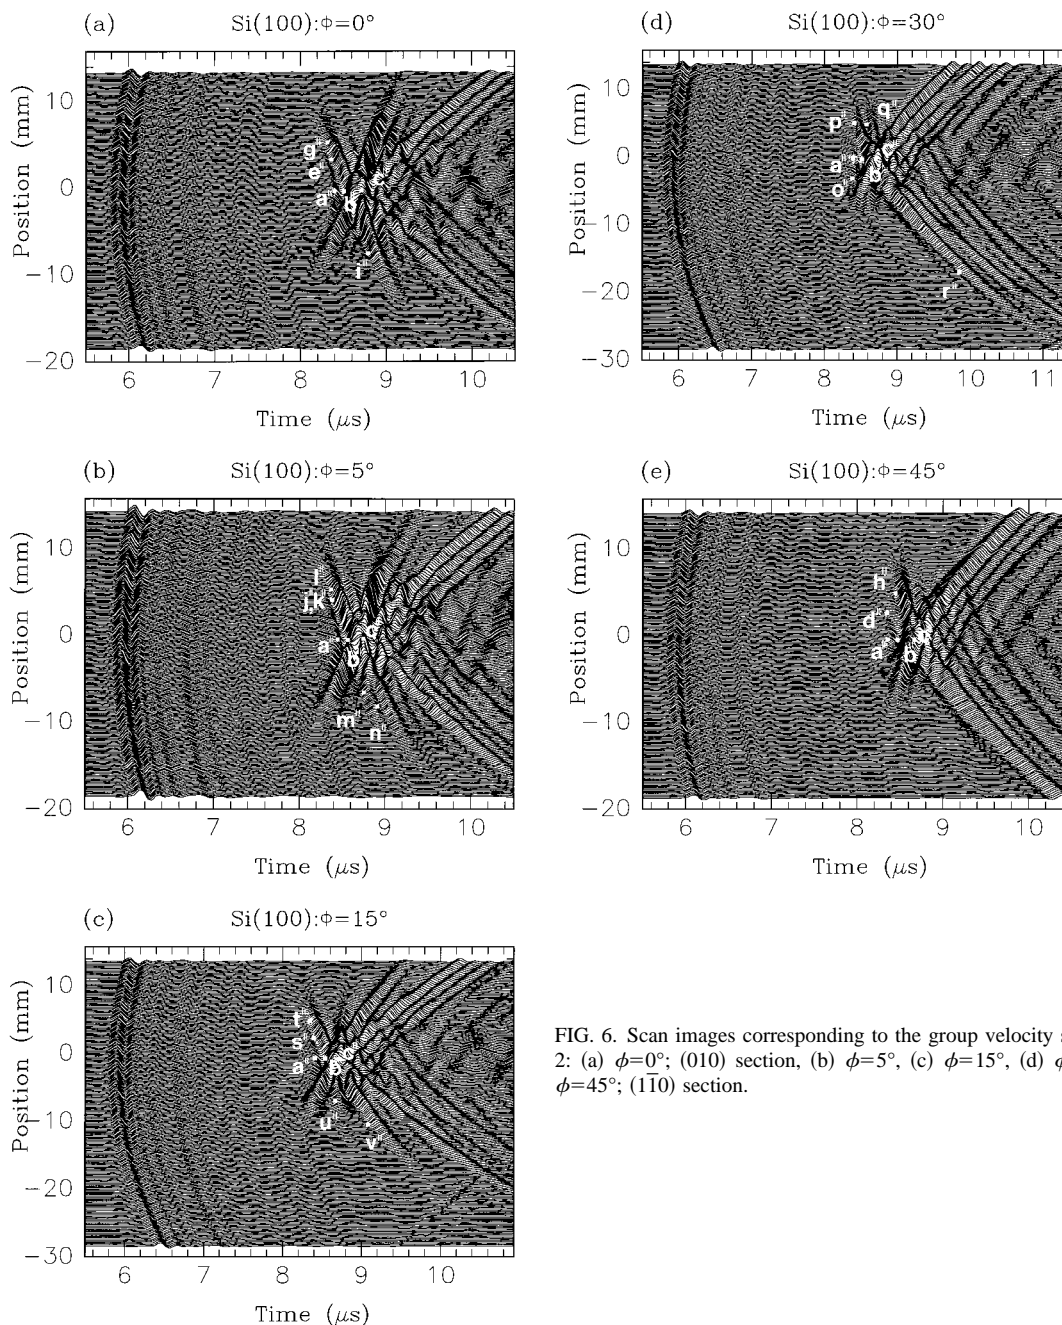 (a) Si(100):Φ=0°
Position (mm)
10
0
−10
−20
g"
e"
a"
b"
c"
i"
6 7 8 9 10
Time (μs)
(d) Si(100):Φ=30°
Position (mm)
10
0
−10
−20
−30
q"
p"
c"
a"
b"
o"
r"
6 7 8 9 10 11
Time (μs)
(b) Si(100):Φ=5°
Position (mm)
10
0
−10
−20
l"
j,k"
c"
a"
b"
m"
n"
6 7 8 9 10
Time (μs)
(e) Si(100):Φ=45°
Position (mm)
10
0
−10
−20
h"
d"
c"
a"
b"
6 7 8 9 10
Time (μs)
(c) Si(100):Φ=15°
Position (mm)
10
0
−10
−20
−30
t"
s"
c"
a"
b"
u"
v"
6 7 8 9 10
Time (μs)
FIG. 6. Scan images corresponding to the group velocity s
2: (a) ϕ=0°; (010) section, (b) ϕ=5°, (c) ϕ=15°, (d) ϕ
ϕ=45°; (11̅0) section.